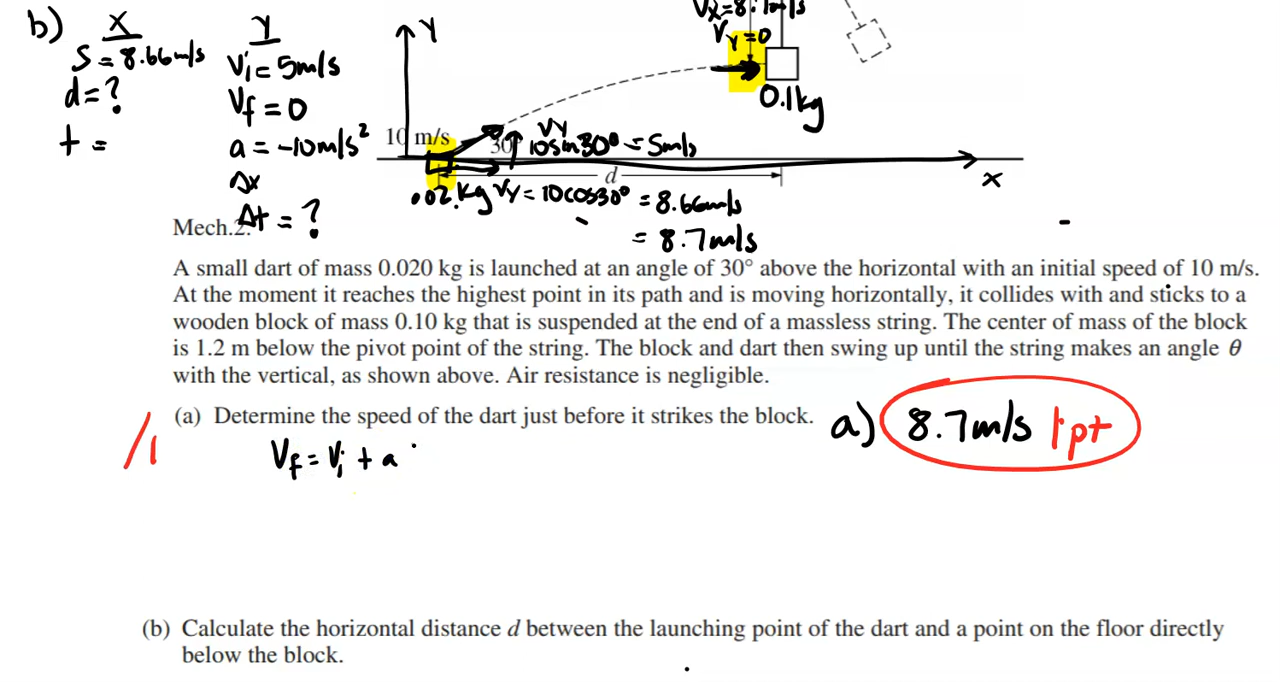 b)
X
S = 8.66m/s
d = ?
t =
Y
Vi = 5m/s
Vf = 0
a = -10m/s²
Δx
Δt = ?
Y
Vy = 0
0.1kg
10 m/s
30°
Vy
10sin30° = 5m/s
d
X
.02 kg Vy = 10cos30° = 8.66m/s
= 8.7m/s
Mech.2.
A small dart of mass 0.020 kg is launched at an angle of 30° above the horizontal with an initial speed of 10 m/s.
At the moment it reaches the highest point in its path and is moving horizontally, it collides with and sticks to a
wooden block of mass 0.10 kg that is suspended at the end of a massless string. The center of mass of the block
is 1.2 m below the pivot point of the string. The block and dart then swing up until the string makes an angle θ
with the vertical, as shown above. Air resistance is negligible.
(a) Determine the speed of the dart just before it strikes the block.
a) 8.7m/s 1pt
/1
Vf = Vi + a
(b) Calculate the horizontal distance d between the launching point of the dart and a point on the floor directly
below the block.